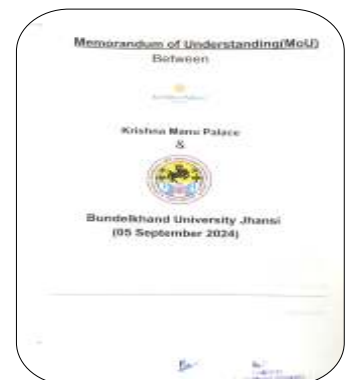 Memorandum of Understanding(MoU)
Between
Krishna Manu Palace
&
Bundelkhand University Jhansi
(05 September 2024)